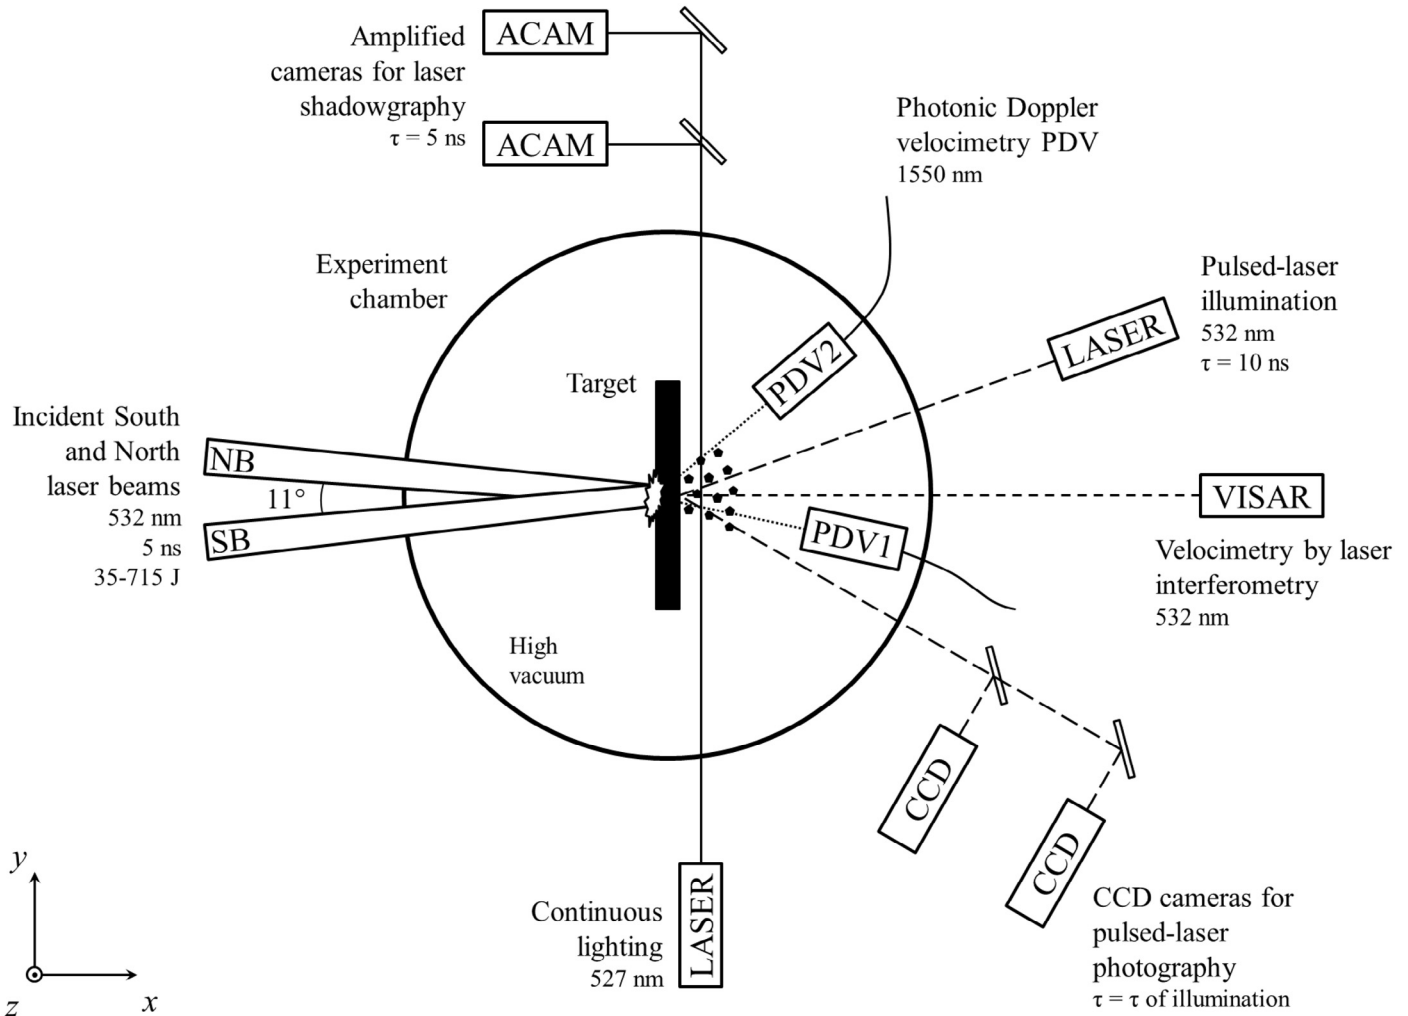 ACAM
Amplified
cameras for laser
shadowgraphy
τ = 5 ns
ACAM
Photonic Doppler
velocimetry PDV
1550 nm
Experiment
chamber
Pulsed-laser
illumination
532 nm
τ = 10 ns
LASER
PDV2
Target
Incident South
and North
laser beams
532 nm
5 ns
35-715 J
NB
11°
SB
VISAR
PDV1
Velocimetry by laser
interferometry
532 nm
High
vacuum
CCD
CCD
CCD cameras for
pulsed-laser
photography
τ = τ of illumination
Continuous
lighting
527 nm
LASER
y
z
x